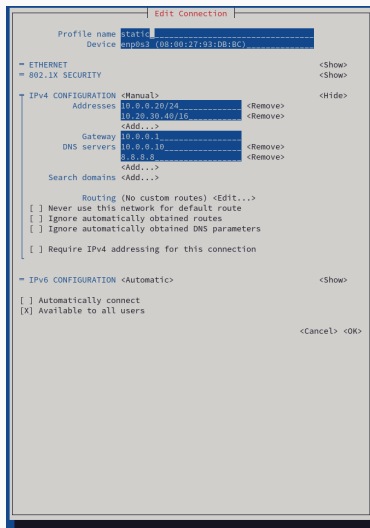 Edit Connection
Profile name static
Device enp0s3 (08:00:27:93:DB:BC)
= ETHERNET <Show>
= 802.1X SECURITY <Show>
IPv4 CONFIGURATION <Manual> <Hide>
Addresses 10.0.0.20/24 <Remove>
10.20.30.40/16 <Remove>
<Add...>
Gateway 10.0.0.1
DNS servers 10.0.0.10 <Remove>
8.8.8.8 <Remove>
<Add...>
Search domains <Add...>
Routing (No custom routes) <Edit...>
[ ] Never use this network for default route
[ ] Ignore automatically obtained routes
[ ] Ignore automatically obtained DNS parameters
[ ] Require IPv4 addressing for this connection
= IPv6 CONFIGURATION <Automatic> <Show>
[ ] Automatically connect
[X] Available to all users
<Cancel> <OK>